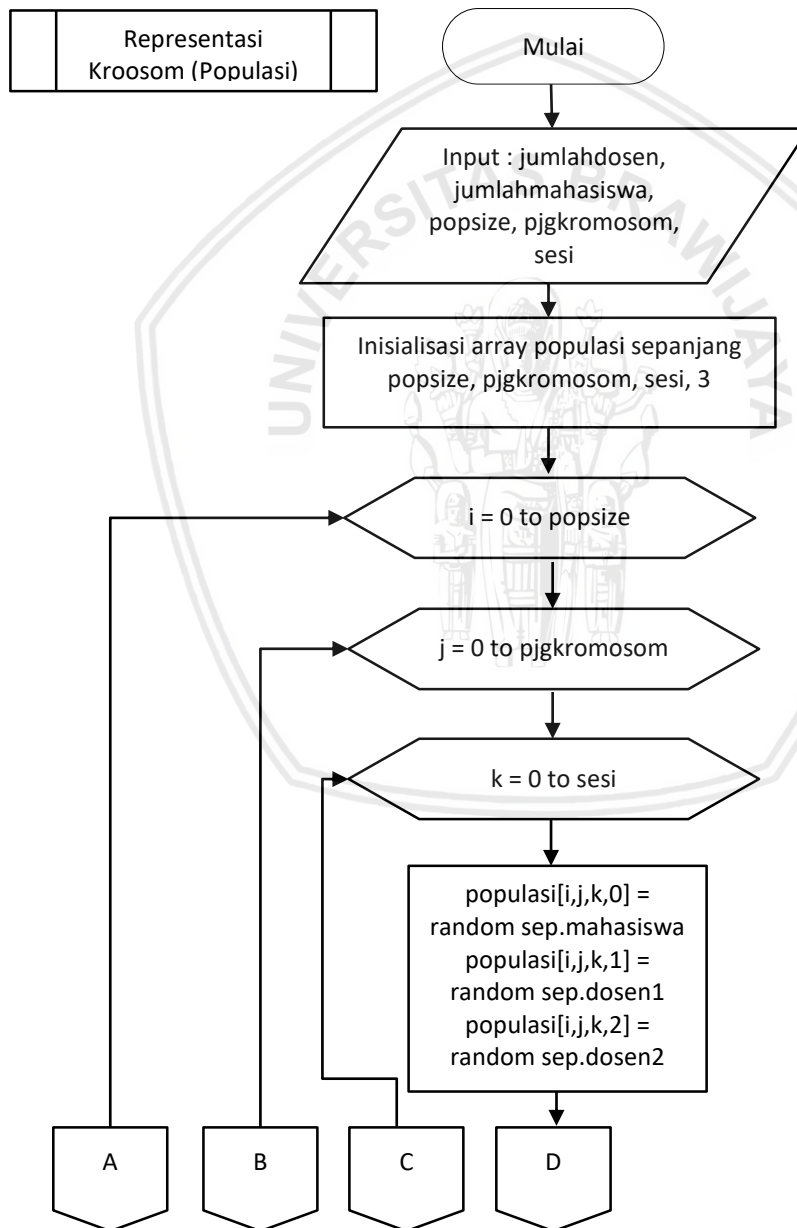 Representasi
Kroosom (Populasi)
Mulai
Input : jumlahdosen,
jumlahmahasiswa,
popsize, pjgkromosom,
sesi
Inisialisasi array populasi sepanjang
popsize, pjgkromosom, sesi, 3
i = 0 to popsize
j = 0 to pjgkromosom
k = 0 to sesi
populasi[i,j,k,0] =
random sep.mahasiswa
populasi[i,j,k,1] =
random sep.dosen1
populasi[i,j,k,2] =
random sep.dosen2
A
B
C
D
UNIVERSITAS BRAWIJAYA